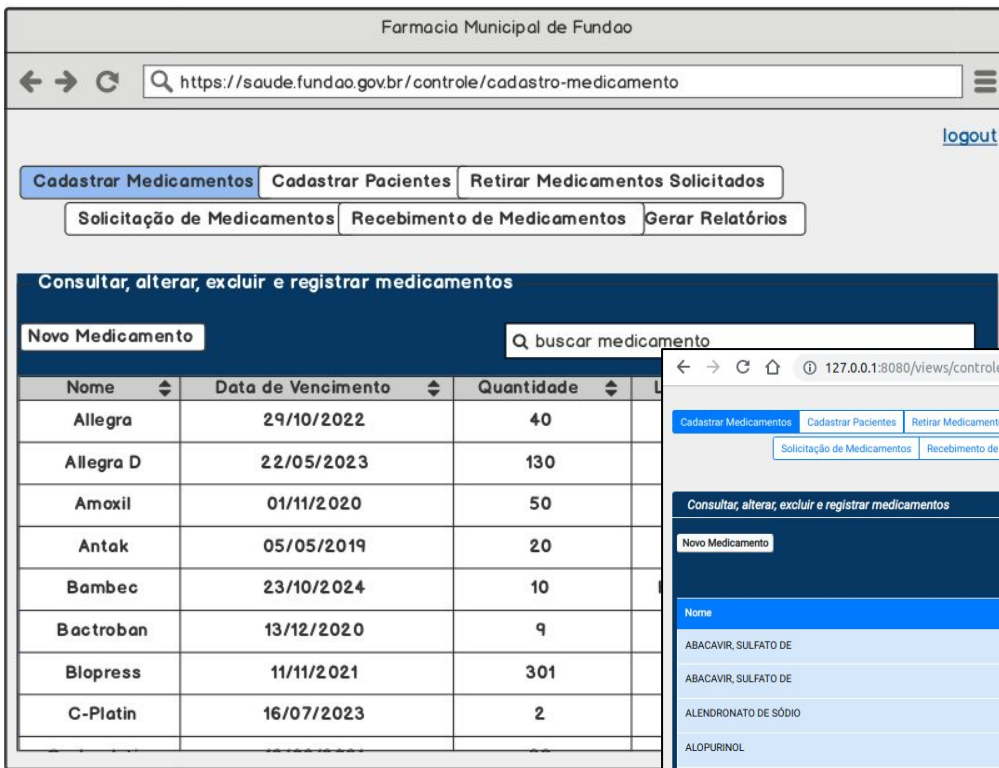 Farmacia Municipal de Fundao
https://saude.fundao.gov.br/controle/cadastro-medicamento
logout
Cadastrar Medicamentos Cadastrar Pacientes Retirar Medicamentos Solicitados
Solicitação de Medicamentos Recebimento de Medicamentos Gerar Relatórios
Consultar, alterar, excluir e registrar medicamentos
Novo Medicamento buscar medicamento
Nome Data de Vencimento Quantidade
Allegra 29/10/2022 40
Allegra D 22/05/2023 130
Amoxil 01/11/2020 50
Antak 05/05/2019 20
Bambec 23/10/2024 10
Bactroban 13/12/2020 9
Blopress 11/11/2021 301
C-Platin 16/07/2023 2
127.0.0.1:8080/views/controle
Cadastrar Medicamentos Cadastrar Pacientes Retirar Medicament
Solicitação de Medicamentos Recebimento de
Consultar, alterar, excluir e registrar medicamentos
Novo Medicamento
Nome
ABACAVIR, SULFATO DE
ABACAVIR, SULFATO DE
ALENDRONATO DE SÓDIO
ALOPURINOL